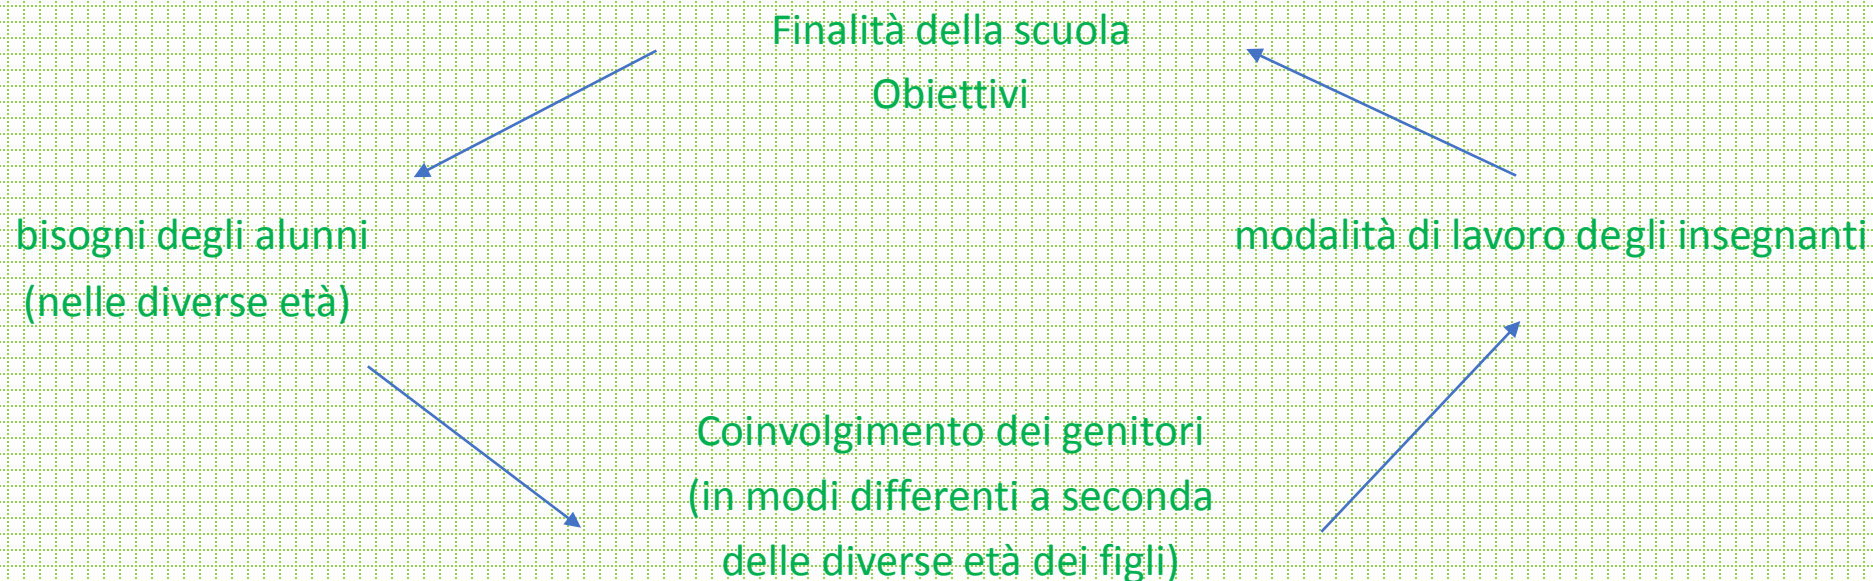 Finalità della scuola
Obiettivi
bisogni degli alunni
(nelle diverse età)
modalità di lavoro degli insegnanti
Coinvolgimento dei genitori
(in modi differenti a seconda
delle diverse età dei figli)